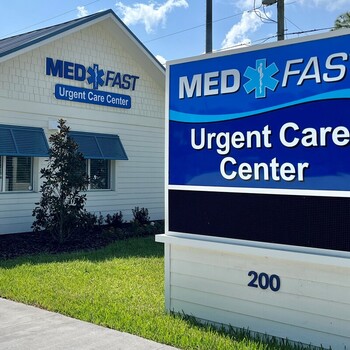 MED FAST
Urgent Care Center
MED FAST
Urgent Care
Center
200